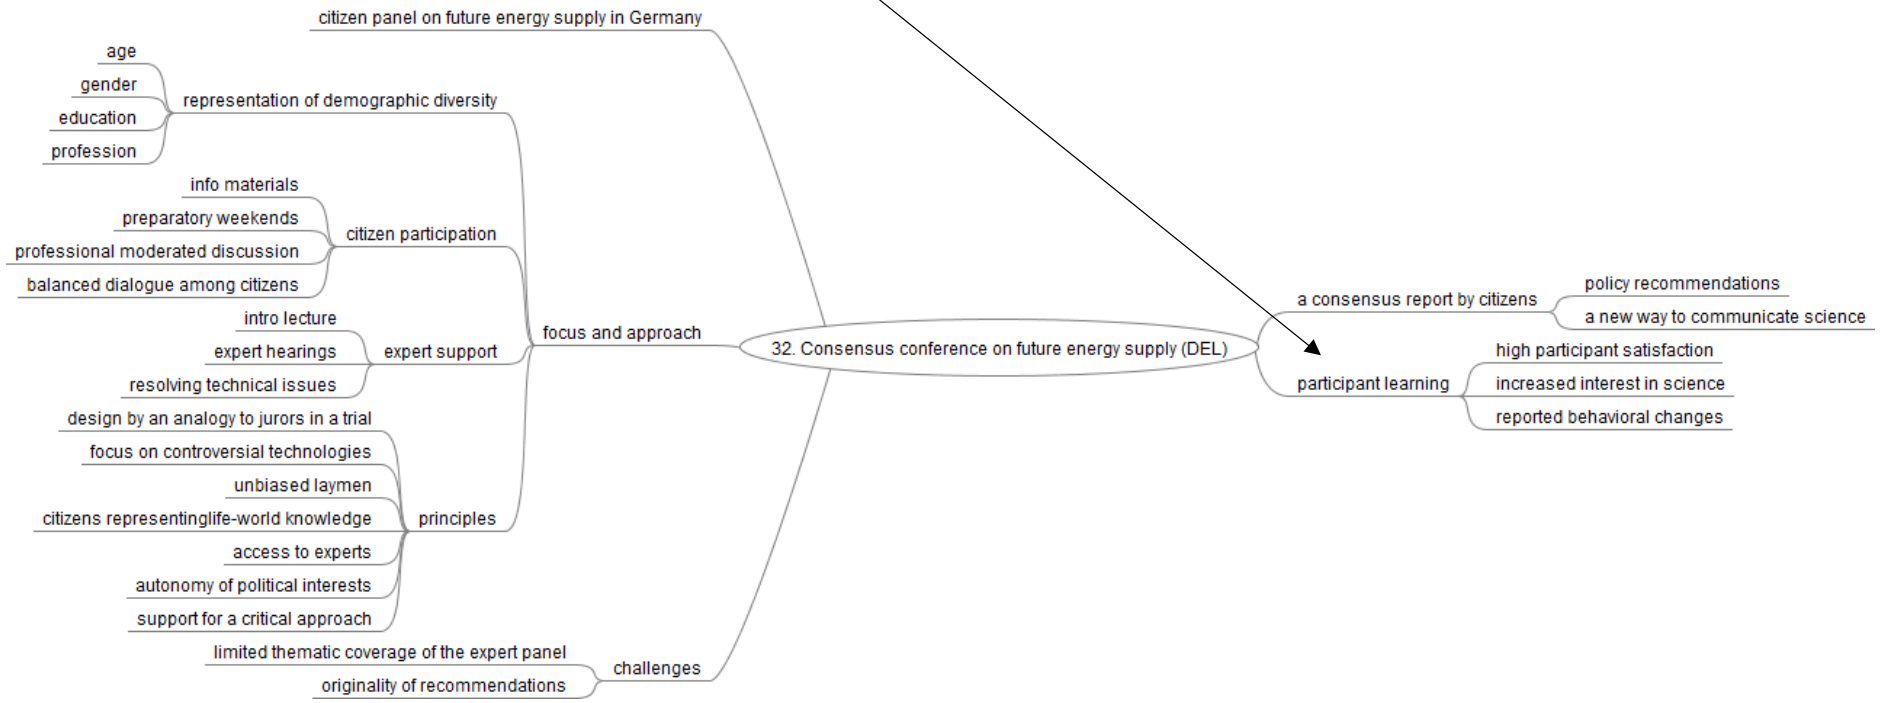 citizen panel on future energy supply in Germany
age
gender
education
profession
representation of demographic diversity
info materials
preparatory weekends
professional moderated discussion
balanced dialogue among citizens
citizen participation
intro lecture
expert hearings
resolving technical issues
expert support
focus and approach
design by an analogy to jurors in a trial
focus on controversial technologies
unbiased laymen
citizens representinglife-world knowledge
access to experts
autonomy of political interests
support for a critical approach
principles
limited thematic coverage of the expert panel
originality of recommendations
challenges
32. Consensus conference on future energy supply (DEL)
a consensus report by citizens
policy recommendations
a new way to communicate science
participant learning
high participant satisfaction
increased interest in science
reported behavioral changes